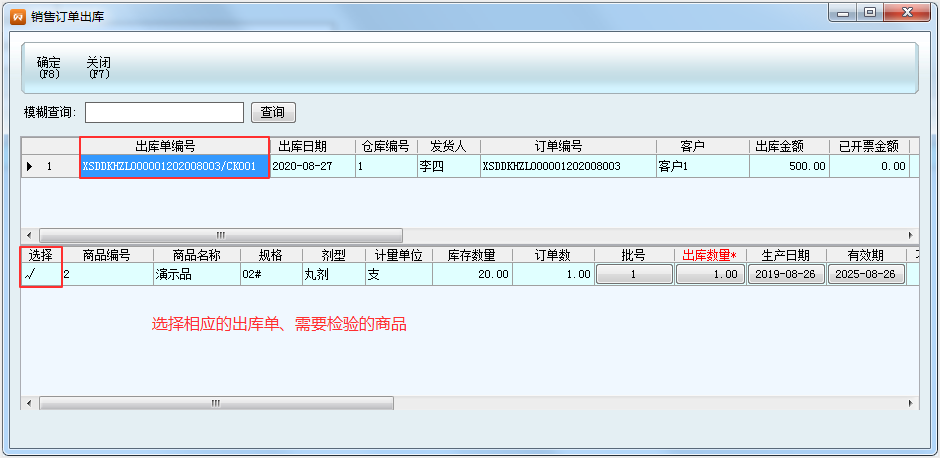 销售订单出库
确定 关闭
(F8) (F7)
模糊查询: 查询
出库单编号 出库日期 仓库编号 发货人 订单编号 客户 出库金额 已开票金额
1 XSDDKHZL000001202008003/CK001 2020-08-27 1 李四 XSDDKHZL000001202008003 客户1 500.00 0.00
选择 商品编号 商品名称 规格 剂型 计量单位 库存数量 订单数 批号 出库数量* 生产日期 有效期
√ 2 演示品 02# 丸剂 支 20.00 1.00 1 1.00 2019-08-26 2025-08-26
选择相应的出库单、需要检验的商品